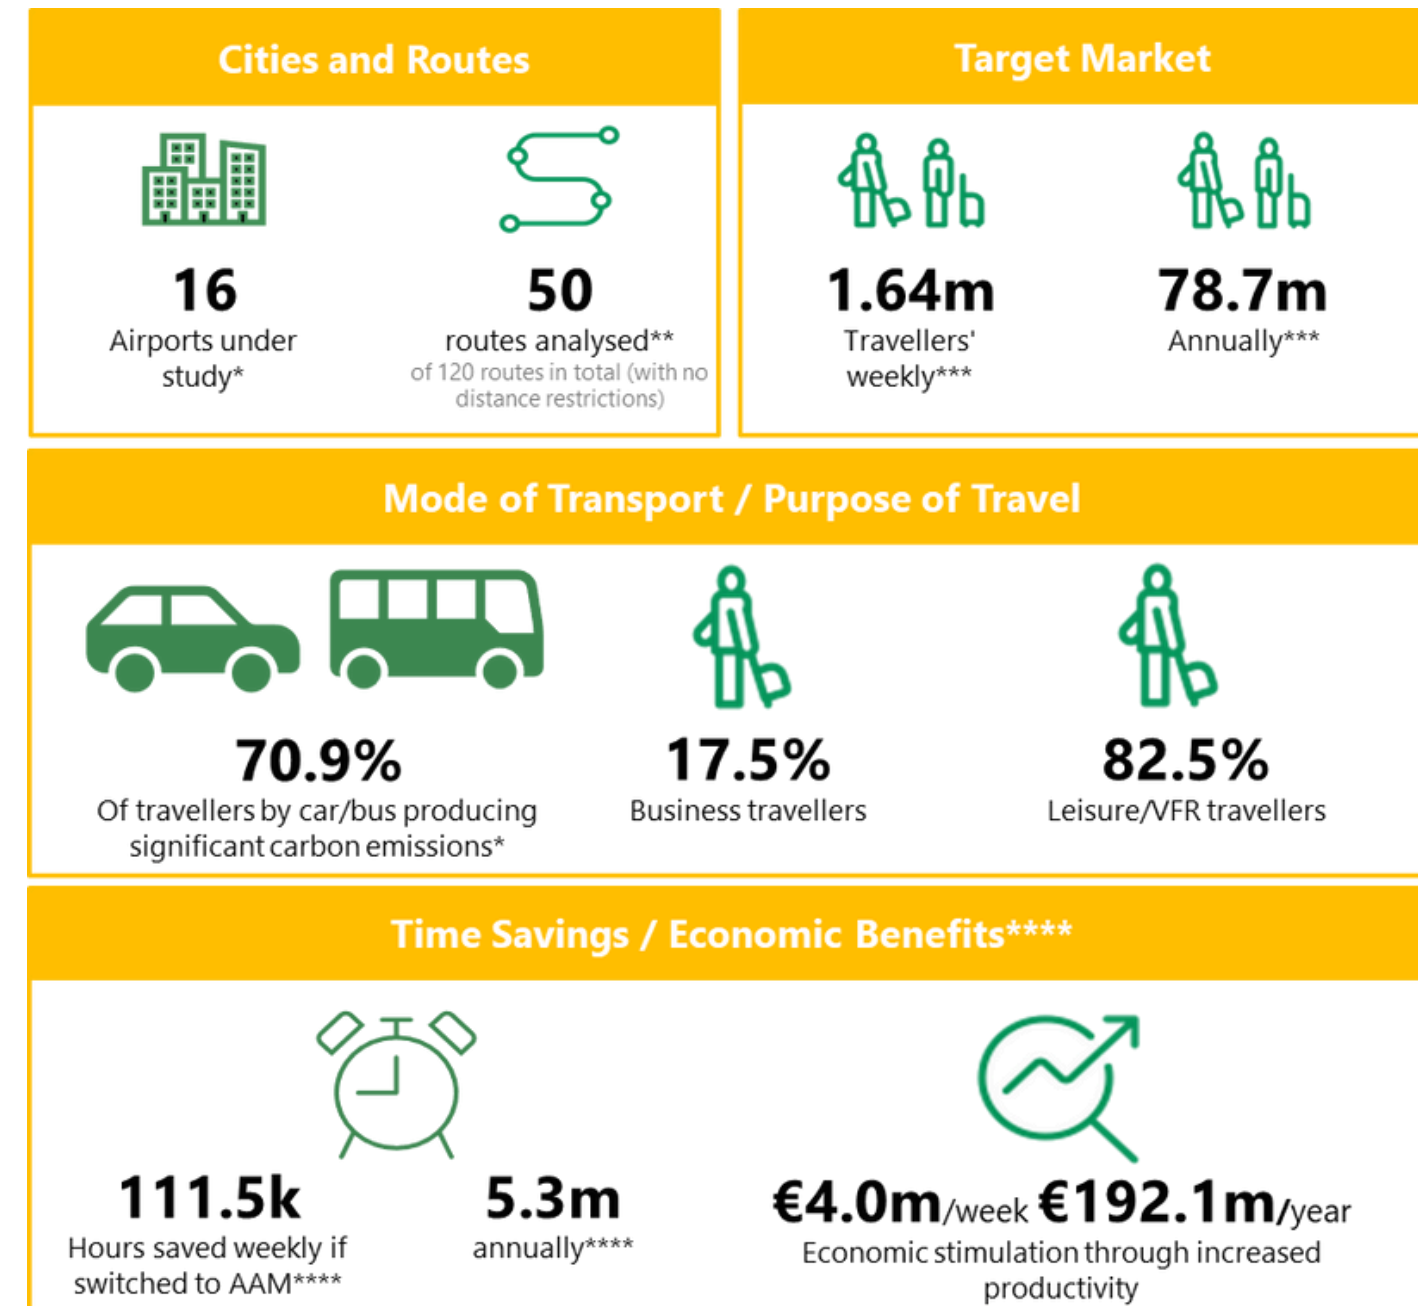 Cities and Routes
16
Airports under
study*
50
routes analysed**
of 120 routes in total (with no
distance restrictions)
Target Market
1.64m
Travellers'
weekly***
78.7m
Annually***
Mode of Transport / Purpose of Travel
70.9%
Of travellers by car/bus producing
significant carbon emissions*
17.5%
Business travellers
82.5%
Leisure/VFR travellers
Time Savings / Economic Benefits****
111.5k
Hours saved weekly if
switched to AAM****
5.3m
annually****
€4.0m/week €192.1m/year
Economic stimulation through increased
productivity